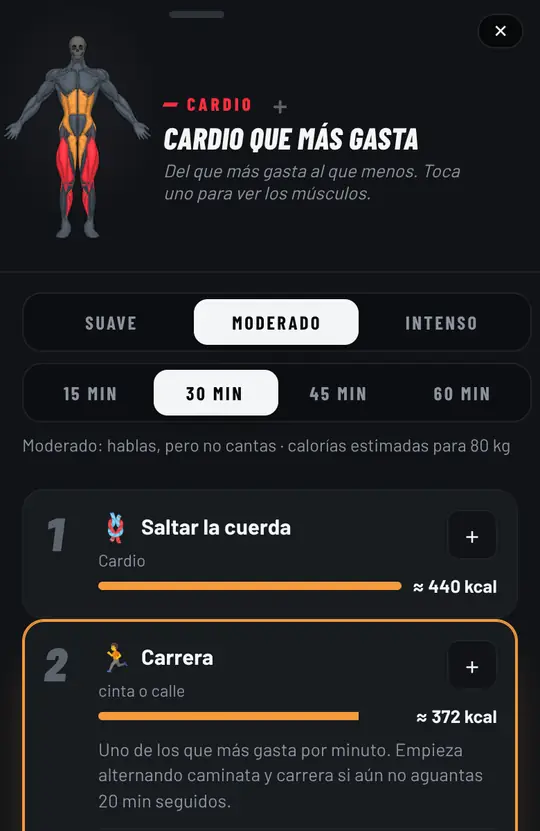 ✕
CARDIO +
CARDIO QUE MÁS GASTA
Del que más gasta al que menos. Toca
uno para ver los músculos.
SUAVE MODERADO INTENSO
15 MIN 30 MIN 45 MIN 60 MIN
Moderado: hablas, pero no cantas · calorías estimadas para 80 kg
1 Saltar la cuerda +
Cardio
≈ 440 kcal
2 Carrera +
cinta o calle
≈ 372 kcal
Uno de los que más gasta por minuto. Empieza
alternando caminata y carrera si aún no aguantas
20 min seguidos.